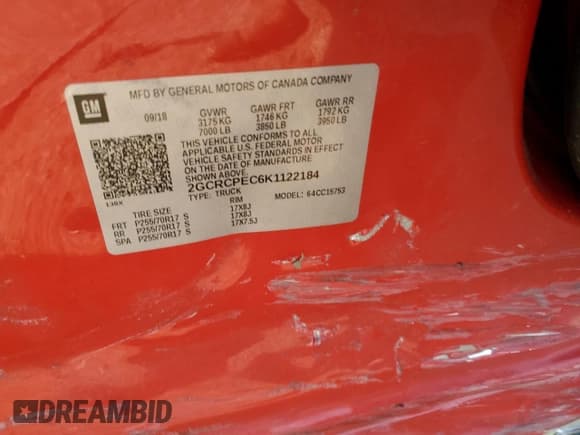 MFD BY GENERAL MOTORS OF CANADA COMPANY
GM
09/18 GVWR GAWR FRT GAWR RR
3175 KG 1746 KG 1792 KG
7000 LB 3850 LB 3950 LB
THIS VEHICLE CONFORMS TO ALL
APPLICABLE U.S. FEDERAL MOTOR
VEHICLE SAFETY STANDARDS IN EFFECT
ON THE DATE OF MANUFACTURE
SHOWN ABOVE.
2GCRCPEC6K1122184
TYPE: TRUCK MODEL: 64CC15753
TIRE SIZE RIM
FRT P255/70R17 S 17X8J
RR P255/70R17 S 17X8J
SPA P255/70R17 S 17X7.5J
DREAMBID